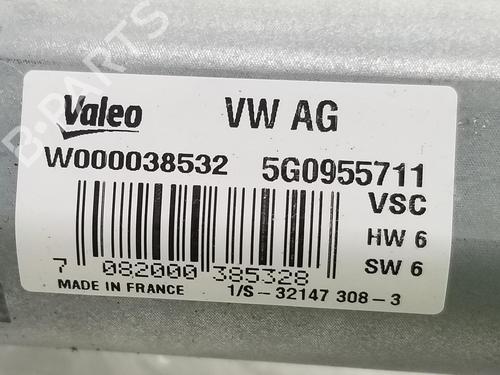 Valeo VW AG
W000038532 5G0955711
VSC
HW 6
SW 6
7 082000 385328
MADE IN FRANCE 1/S-32147 308-3
B-PARTS